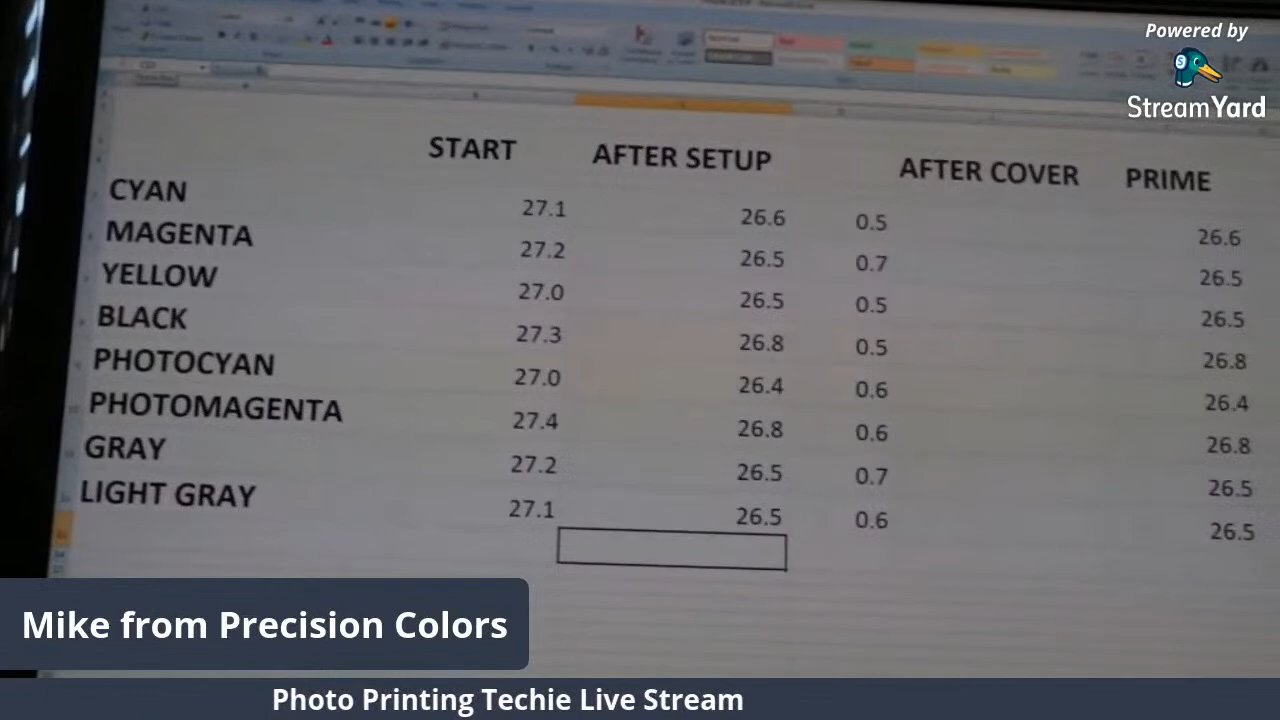 Powered by
StreamYard
START AFTER SETUP AFTER COVER PRIME
CYAN 27.1 26.6 0.5 26.6
MAGENTA 27.2 26.5 0.7 26.5
YELLOW 27.0 26.5 0.5 26.5
BLACK 27.3 26.8 0.5 26.8
PHOTOCYAN 27.0 26.4 0.6 26.4
PHOTOMAGENTA 27.4 26.8 0.6 26.8
GRAY 27.2 26.5 0.7 26.5
LIGHT GRAY 27.1 26.5 0.6 26.5
Mike from Precision Colors
Photo Printing Techie Live Stream